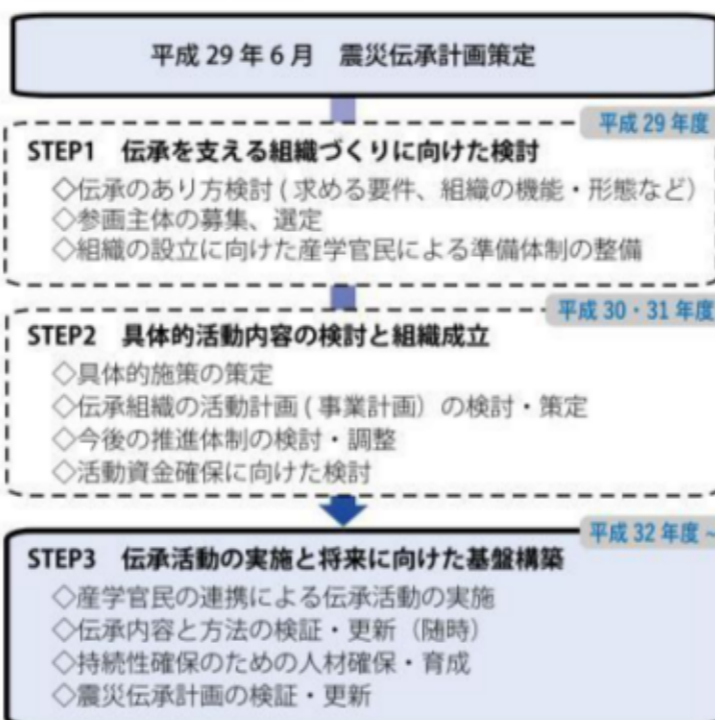 平成 29 年 6 月　震災伝承計画策定
平成 29 年度
STEP1　伝承を支える組織づくりに向けた検討
◇伝承のあり方検討 ( 求める要件、組織の機能・形態など）
◇参画主体の募集、選定
◇組織の設立に向けた産学官民による準備体制の整備
平成 30・31 年度
STEP2　具体的活動内容の検討と組織成立
◇具体的施策の策定
◇伝承組織の活動計画 ( 事業計画）の検討・策定
◇今後の推進体制の検討・調整
◇活動資金確保に向けた検討
平成 32 年度 ~
STEP3　伝承活動の実施と将来に向けた基盤構築
◇産学官民の連携による伝承活動の実施
◇伝承内容と方法の検証・更新（随時）
◇持続性確保のための人材確保・育成
◇震災伝承計画の検証・更新